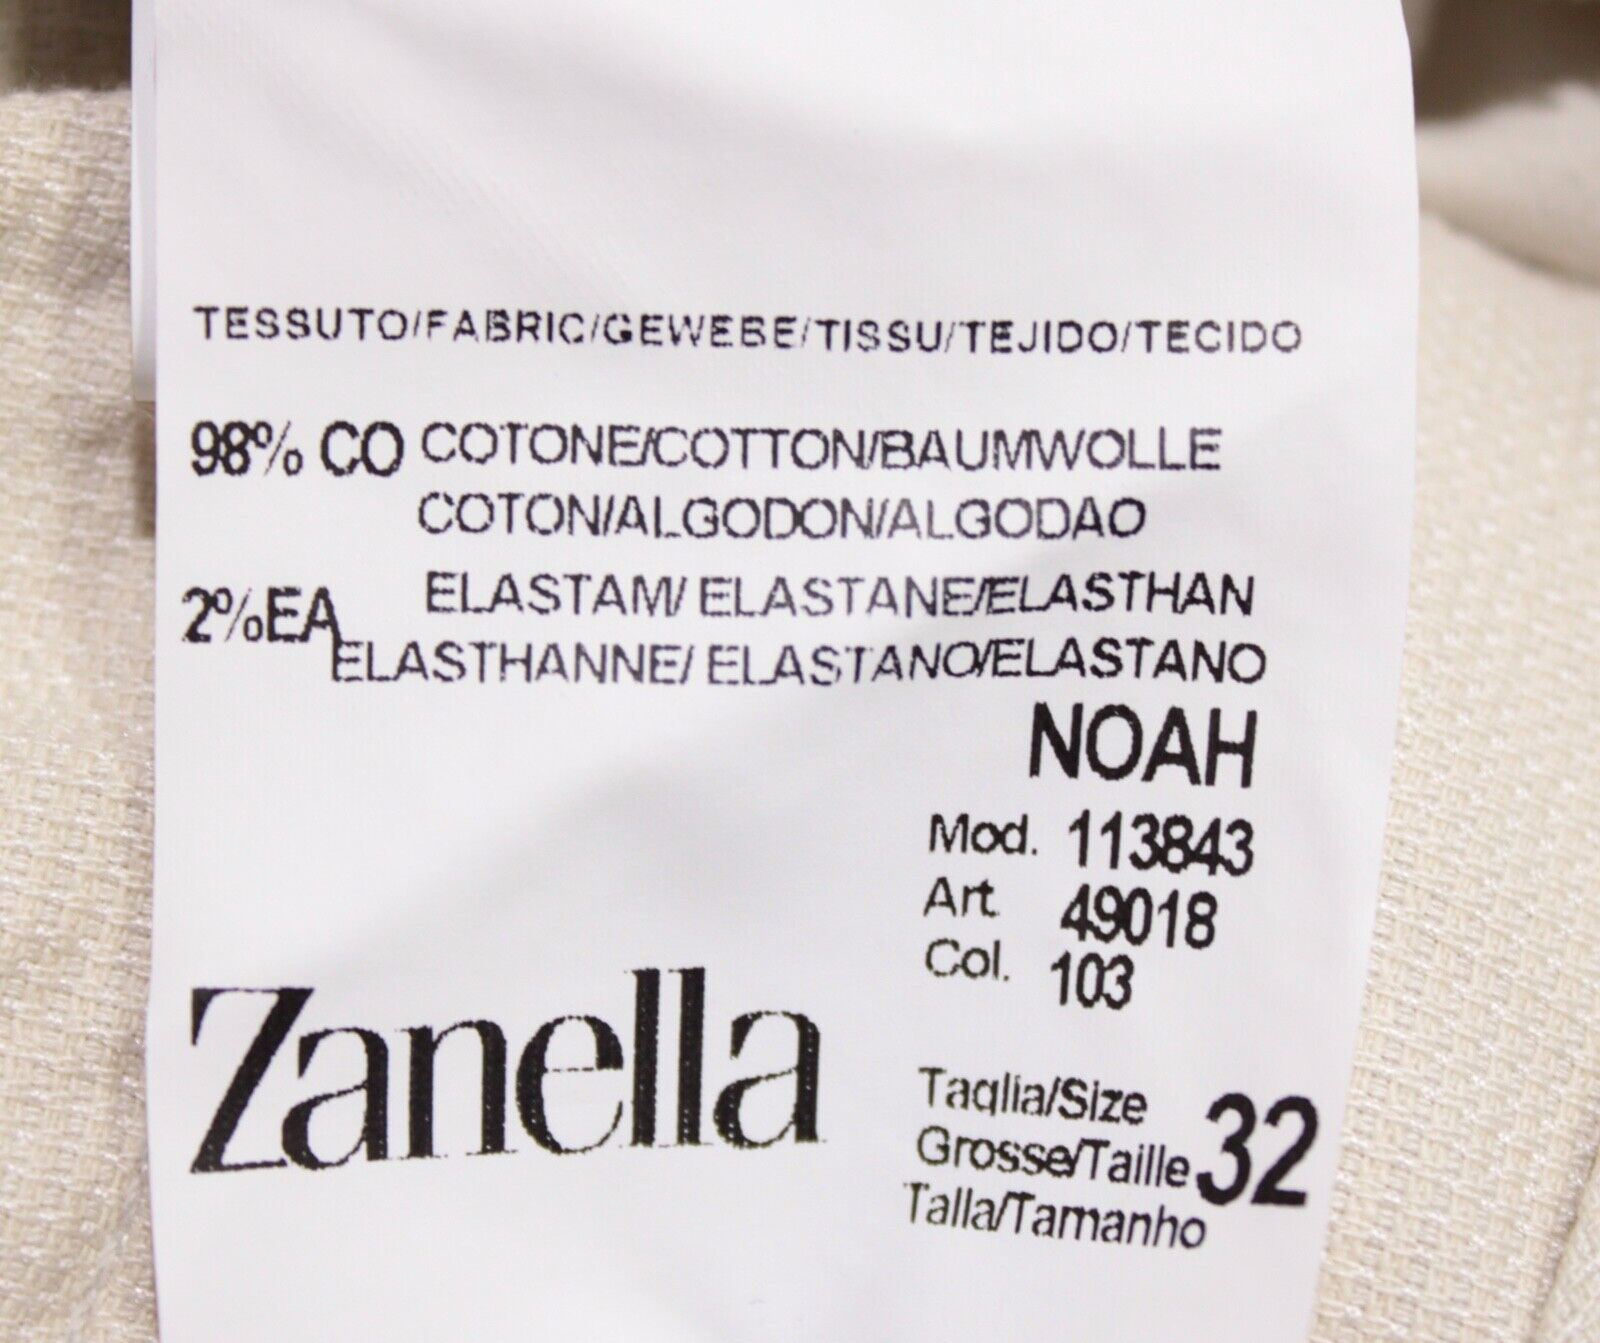 TESSUTO/FABRIC/GEWEBE/TISSU/TEJIDO/TECIDO
98% CO COTONE/COTTON/BAUMWOLLE
COTON/ALGODON/ALGODAO
2%EA ELASTAM/ ELASTANE/ELASTHAN
ELASTHANNE/ ELASTANO/ELASTANO
NOAH
Mod. 113843
Art. 49018
Col. 103
Zanella
Taglia/Size
Grosse/Taille 32
Talla/Tamanho